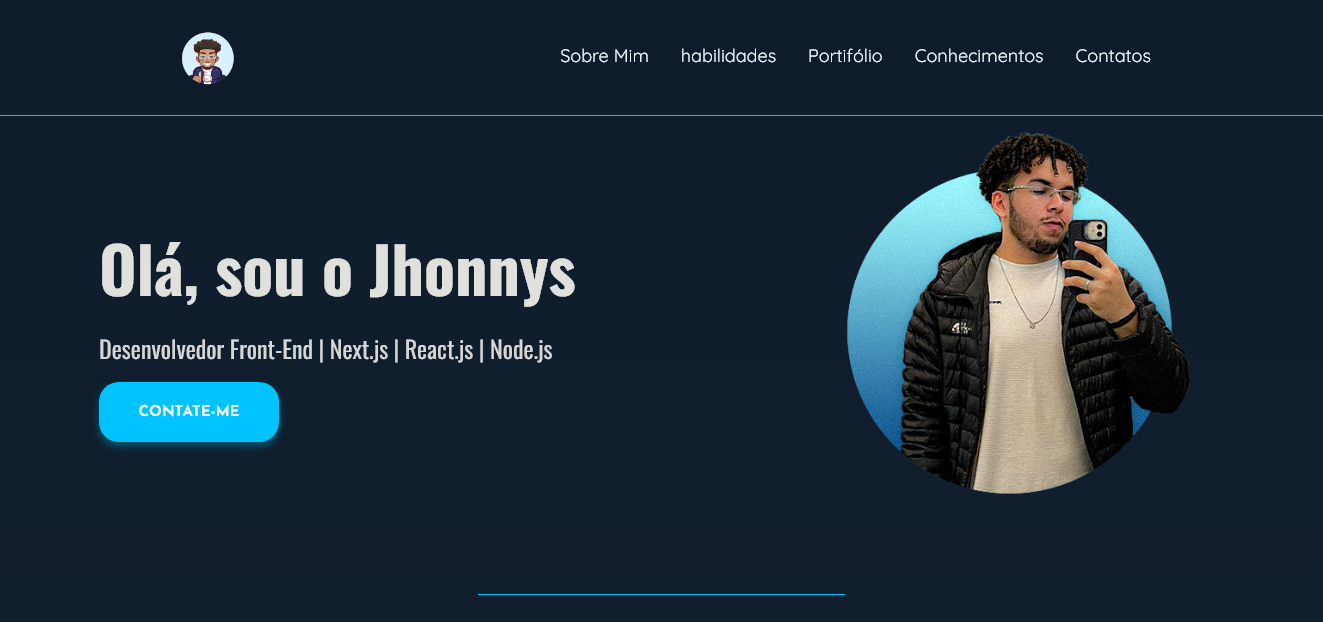 Sobre Mim habilidades Portifólio Conhecimentos Contatos
Olá, sou o Jhonnys
Desenvolvedor Front-End | Next.js | React.js | Node.js
CONTATE-ME